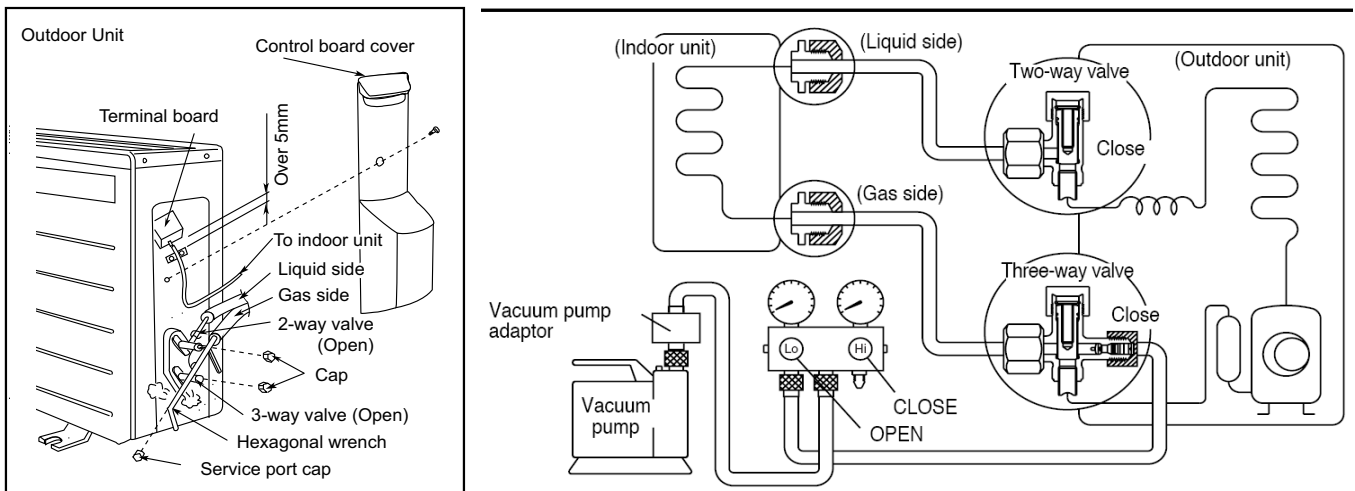 Outdoor Unit
Control board cover
Terminal board
Over 5mm
To indoor unit
Liquid side
Gas side
2-way valve
(Open)
Cap
3-way valve (Open)
Hexagonal wrench
Service port cap
(Indoor unit)
(Liquid side)
Two-way valve
(Outdoor unit)
Close
(Gas side)
Three-way valve
Close
Vacuum pump
adaptor
Lo
Hi
Vacuum
pump
CLOSE
OPEN